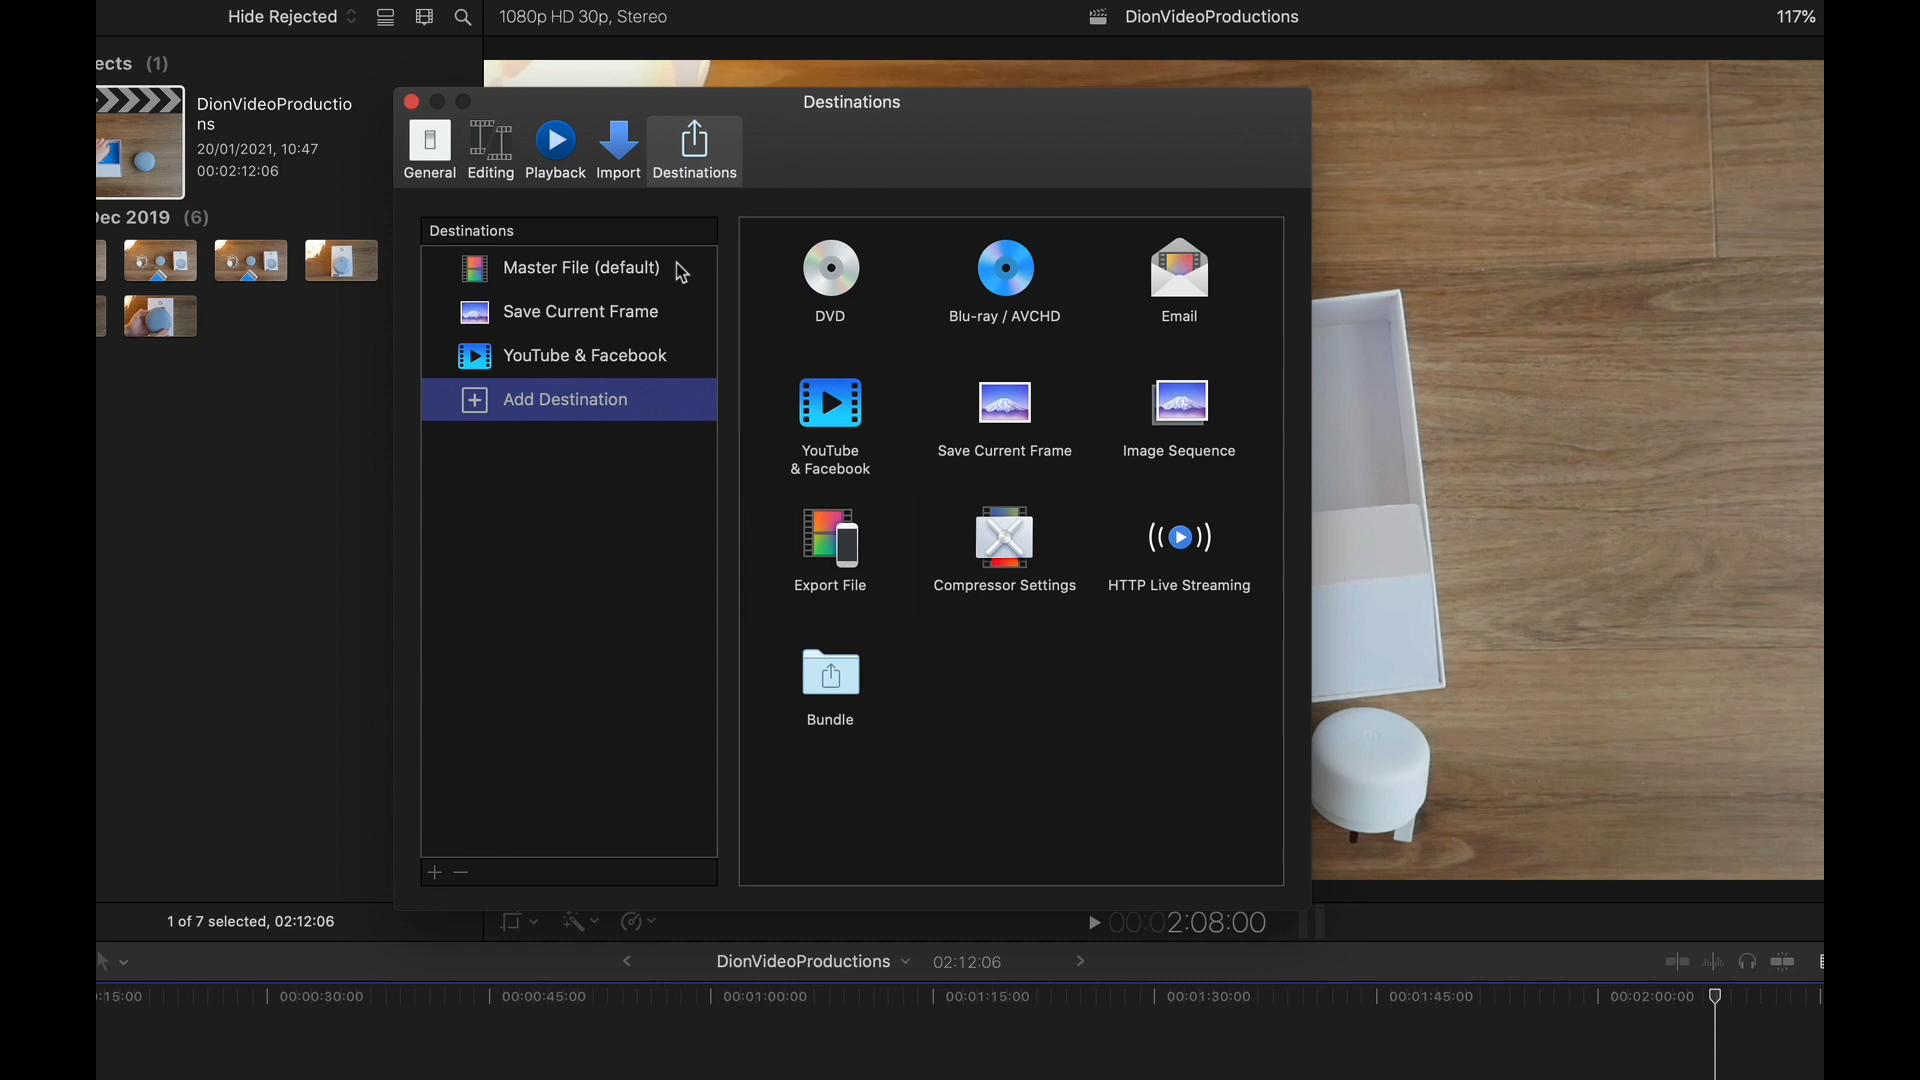 Hide Rejected
1080p HD 30p, Stereo
DionVideoProductions
117%
ects (1)
DionVideoProductio
ns
20/01/2021, 10:47
00:02:12:06
Dec 2019 (6)
Destinations
General
Editing
Playback
Import
Destinations
Destinations
Master File (default)
Save Current Frame
YouTube & Facebook
Add Destination
DVD
Blu-ray / AVCHD
Email
YouTube
& Facebook
Save Current Frame
Image Sequence
Export File
Compressor Settings
HTTP Live Streaming
Bundle
1 of 7 selected, 02:12:06
00:02:08:00
DionVideoProductions
02:12:06
:15:00
00:00:30:00
00:00:45:00
00:01:00:00
00:01:15:00
00:01:30:00
00:01:45:00
00:02:00:00